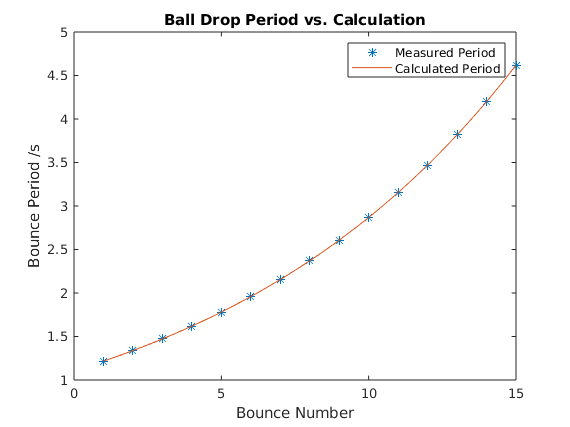 Ball Drop Period vs. Calculation
Measured Period
Calculated Period
5
4.5
4
3.5
3
2.5
2
1.5
1
Bounce Period /s
0
5
10
15
Bounce Number